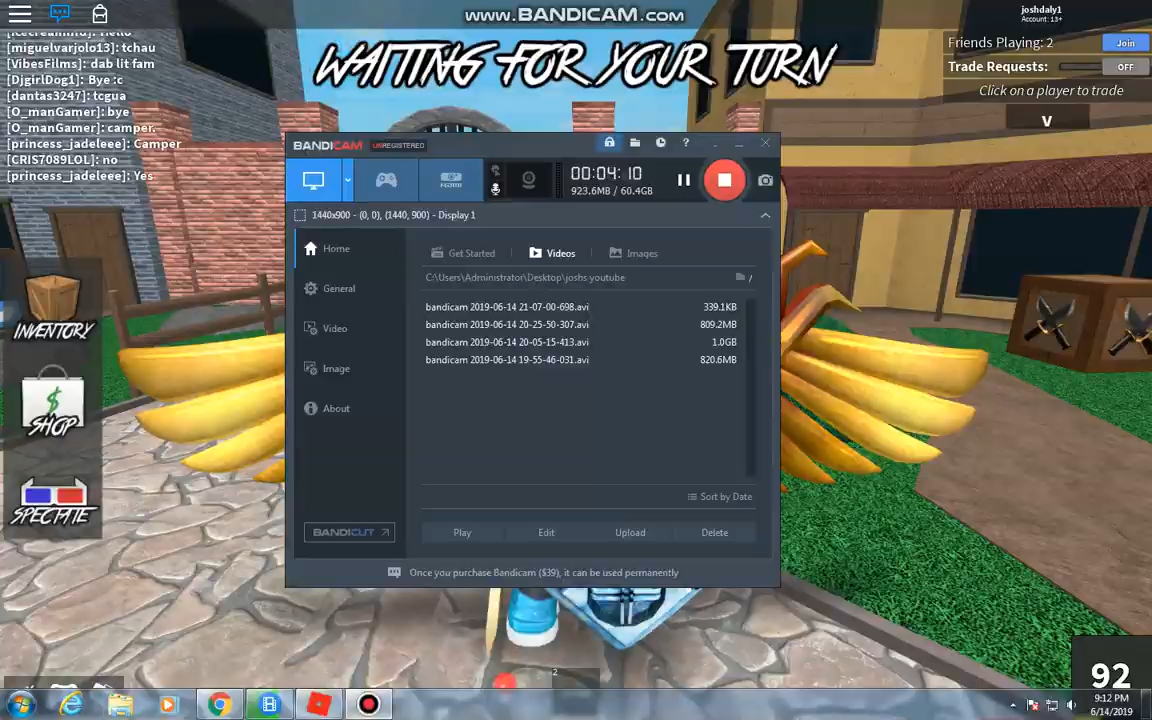 www.BANDICAM.com
joshdaly1
Account: 13+
[miguelvarjolo13]: tchau
[VibesFilms]: dab lit fam
[DjgirlDog1]: Bye :c
[dantas3247]: tcgua
[O_manGamer]: bye
[O_manGamer]: camper.
[princess_jadeleee]: Camper
[CRIS7089LOL]: no
[princess_jadeleee]: Yes
WAITING FOR YOUR TURN
Friends Playing: 2
Join
Trade Requests:
OFF
Click on a player to trade
V
BANDICAM UNREGISTERED
?
HDMI
00:04:10
923.6MB / 60.4GB
1440x900 - (0, 0), (1440, 900) - Display 1
Home
General
Video
Image
About
BANDICUT
Get Started
Videos
Images
C:\Users\Administrator\Desktop\joshs youtube
/
bandicam 2019-06-14 21-07-00-698.avi 339.1KB
bandicam 2019-06-14 20-25-50-307.avi 809.2MB
bandicam 2019-06-14 20-05-15-413.avi 1.0GB
bandicam 2019-06-14 19-55-46-031.avi 820.6MB
Sort by Date
Play
Edit
Upload
Delete
Once you purchase Bandicam ($39), it can be used permanently
INVENTORY
$
SHOP
SPECTATE
2
92
9:12 PM
6/14/2019